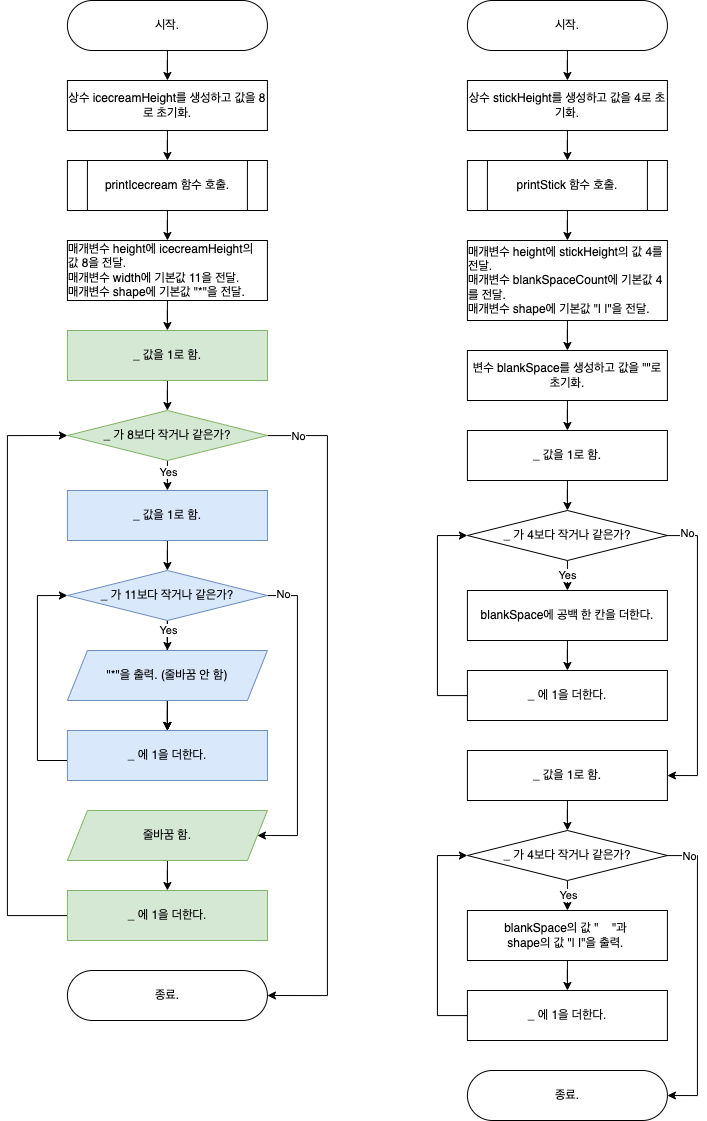 시작.
상수 icecreamHeight를 생성하고 값을 8
로 초기화.
printIcecream 함수 호출.
매개변수 height에 icecreamHeight의
값 8을 전달.
매개변수 width에 기본값 11을 전달.
매개변수 shape에 기본값 "*"을 전달.
_ 값을 1로 함.
_ 가 8보다 작거나 같은가?
No
Yes
_ 값을 1로 함.
_ 가 11보다 작거나 같은가?
No
Yes
"*"을 출력. (줄바꿈 안 함)
_ 에 1을 더한다.
줄바꿈 함.
_ 에 1을 더한다.
종료.
시작.
상수 stickHeight를 생성하고 값을 4로 초
기화.
printStick 함수 호출.
매개변수 height에 stickHeight의 값 4를
전달.
매개변수 blankSpaceCount에 기본값 4
를 전달.
매개변수 shape에 기본값 "| |"을 전달.
변수 blankSpace를 생성하고 값을 ""로
초기화.
_ 값을 1로 함.
_ 가 4보다 작거나 같은가?
No
Yes
blankSpace에 공백 한 칸을 더한다.
_ 에 1을 더한다.
_ 값을 1로 함.
_ 가 4보다 작거나 같은가?
No
Yes
blankSpace의 값 "    "과
shape의 값 "| |"을 출력.
_ 에 1을 더한다.
종료.